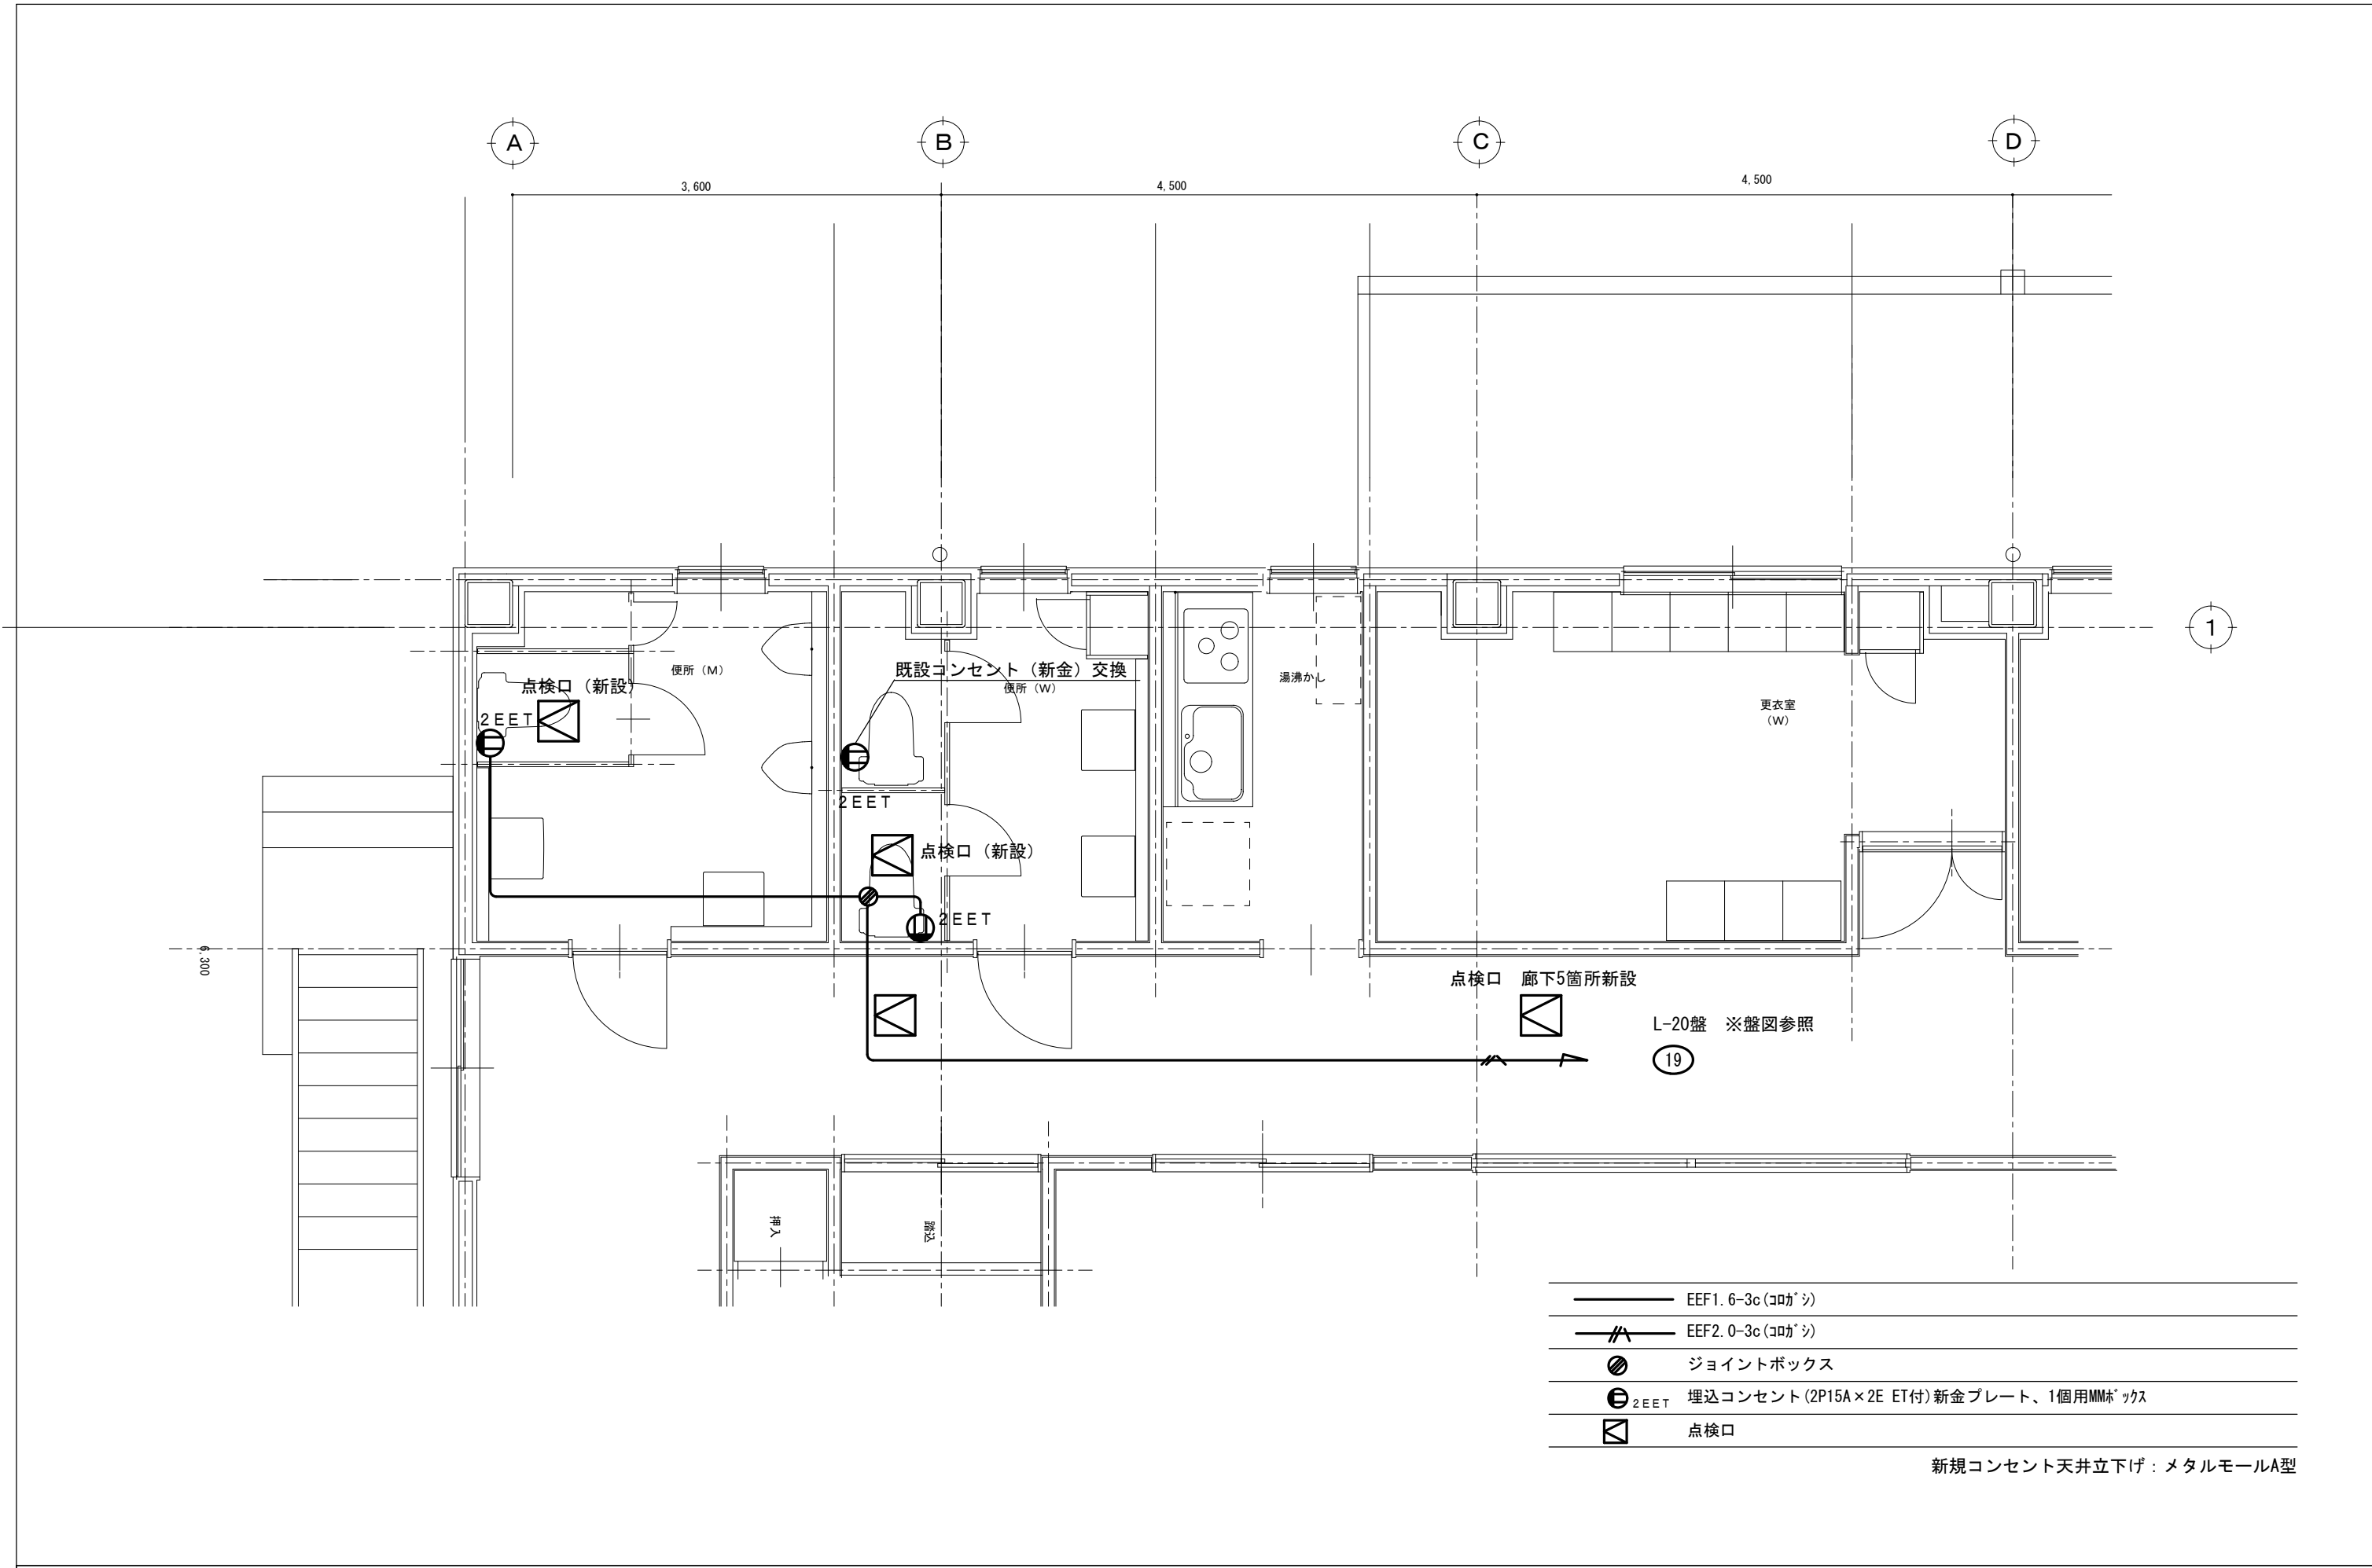 A
B
C
D
3,600
4,500
4,500
1
便所(M)
点検口(新設)
2EET
既設コンセント(新金)交換
便所(W)
湯沸かし
更衣室
(W)
2EET
点検口(新設)
2EET
6,300
点検口 廊下5箇所新設
L-20盤 ※盤図参照
19
押入
踏込
EEF1.6-3c(コロガシ)
EEF2.0-3c(コロガシ)
ジョイントボックス
2EET 埋込コンセント(2P15A×2E ET付)新金プレート、1個用MMボックス
点検口
新規コンセント天井立下げ:メタルモールA型